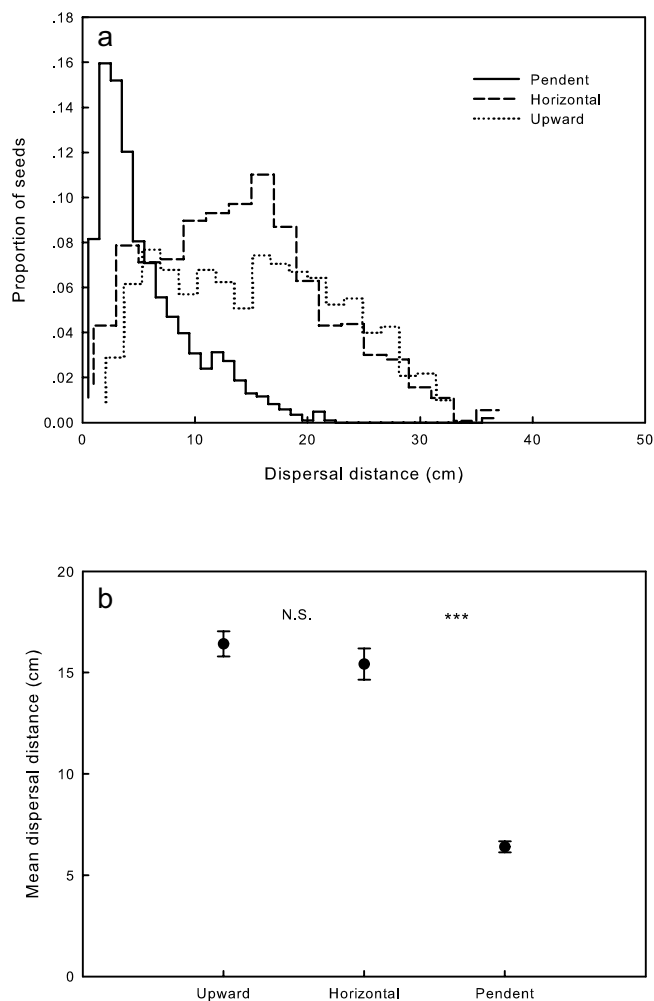 .18
a
.16
Pendent
Horizontal
.14
Upward
.12
.10
Proportion of seeds
.08
.06
.04
.02
0.00
0 10 20 30 40 50
Dispersal distance (cm)
20
b
N.S. ***
15
Mean dispersal distance (cm)
10
5
0
Upward Horizontal Pendent